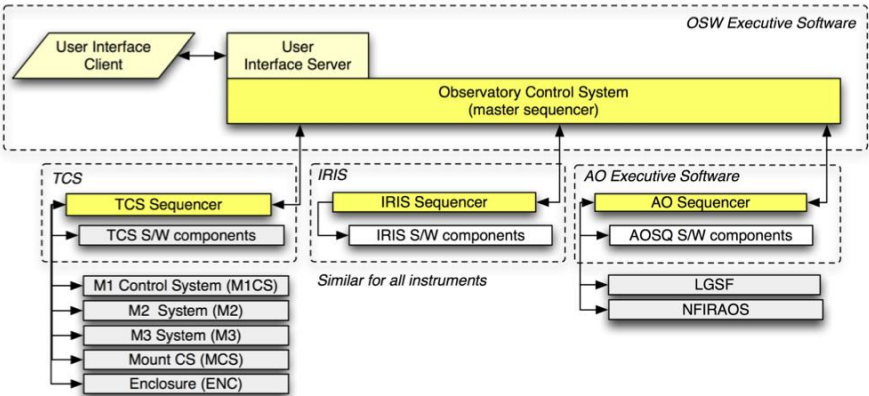 OSW Executive Software
User Interface
Client
User
Interface Server
Observatory Control System
(master sequencer)
TCS
TCS Sequencer
TCS S/W components
M1 Control System (M1CS)
M2 System (M2)
M3 System (M3)
Mount CS (MCS)
Enclosure (ENC)
IRIS
IRIS Sequencer
IRIS S/W components
Similar for all instruments
AO Executive Software
AO Sequencer
AOSQ S/W components
LGSF
NFIRAOS